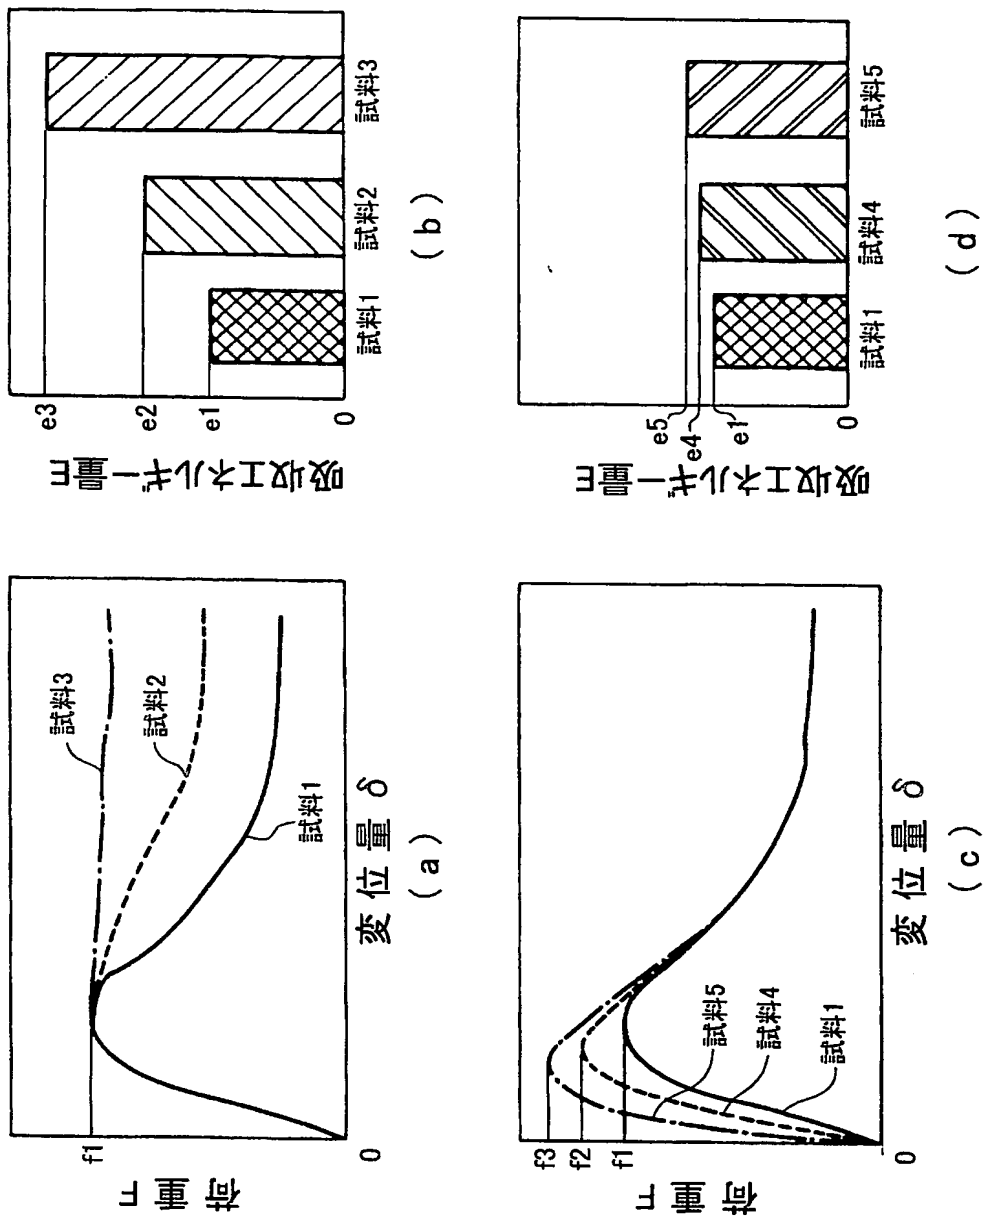 荷重F
f1
0
試料3
試料2
試料1
変位量δ
(a)
吸収エネルギー量E
e3
e2
e1
0
試料1
試料2
試料3
(b)
荷重F
f3
f2
f1
0
試料5
試料4
試料1
変位量δ
(c)
吸収エネルギー量E
e5
e4
e1
0
試料1
試料4
試料5
(d)